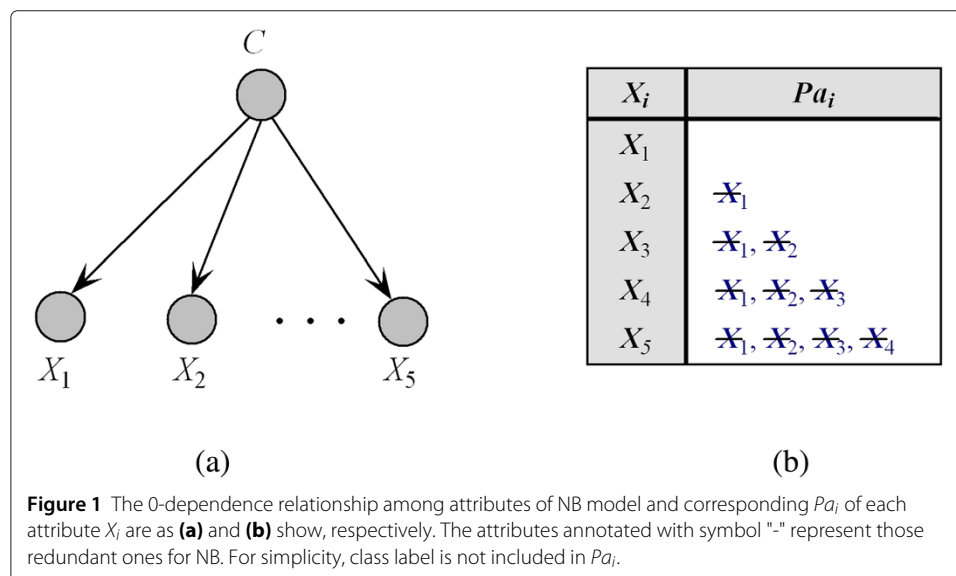 C
X₁ X₂ · · · X₅
(a)
Xᵢ Paᵢ
X₁
X₂ ~~X₁~~
X₃ ~~X₁~~, ~~X₂~~
X₄ ~~X₁~~, ~~X₂~~, ~~X₃~~
X₅ ~~X₁~~, ~~X₂~~, ~~X₃~~, ~~X₄~~
(b)
Figure 1 The 0-dependence relationship among attributes of NB model and corresponding Paᵢ of each
attribute Xᵢ are as (a) and (b) show, respectively. The attributes annotated with symbol "-" represent those
redundant ones for NB. For simplicity, class label is not included in Paᵢ.